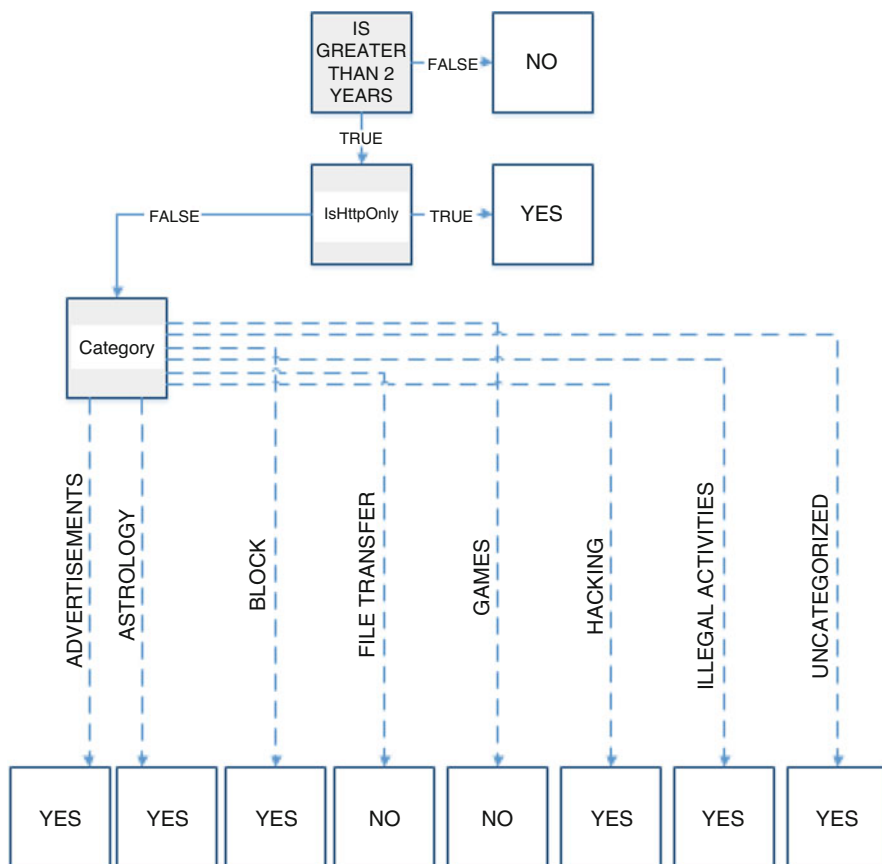 IS
GREATER
THAN 2
YEARS
FALSE
NO
TRUE
FALSE
IsHttpOnly
TRUE
YES
Category
ADVERTISEMENTS
ASTROLOGY
BLOCK
FILE TRANSFER
GAMES
HACKING
ILLEGAL ACTIVITIES
UNCATEGORIZED
YES
YES
YES
NO
NO
YES
YES
YES